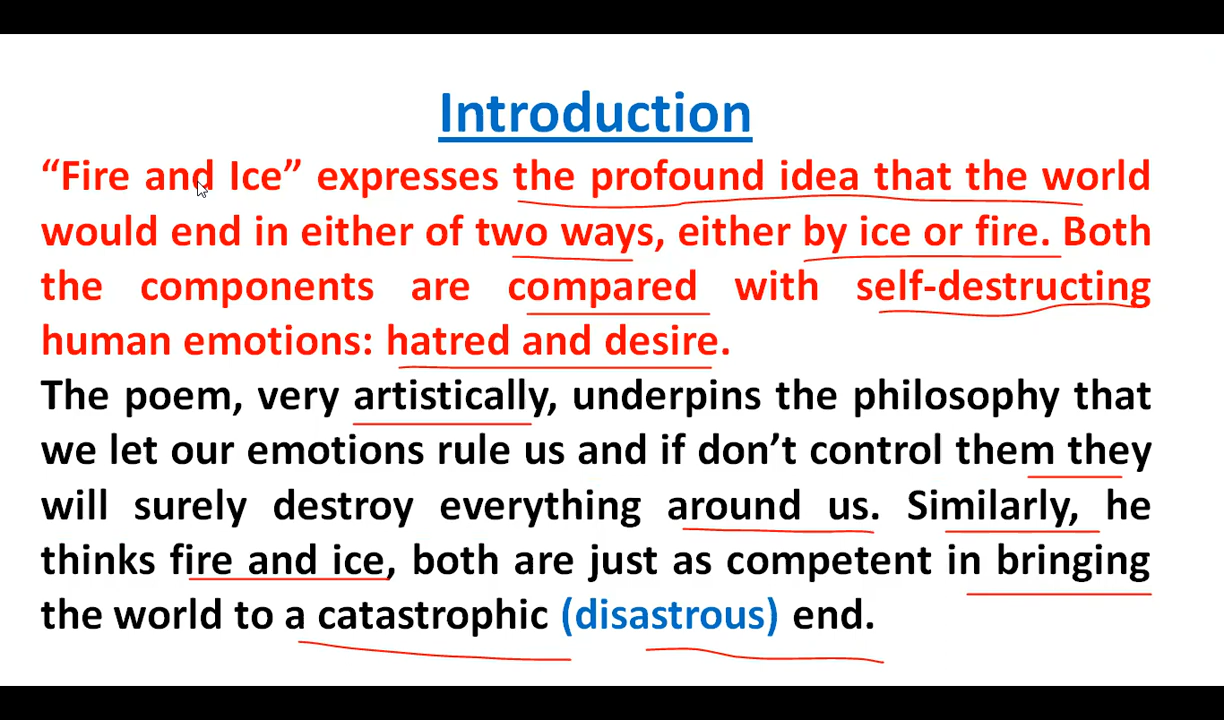 Introduction
“Fire and Ice” expresses the profound idea that the world
would end in either of two ways, either by ice or fire. Both
the components are compared with self-destructing
human emotions: hatred and desire.
The poem, very artistically, underpins the philosophy that
we let our emotions rule us and if don’t control them they
will surely destroy everything around us. Similarly, he
thinks fire and ice, both are just as competent in bringing
the world to a catastrophic (disastrous) end.